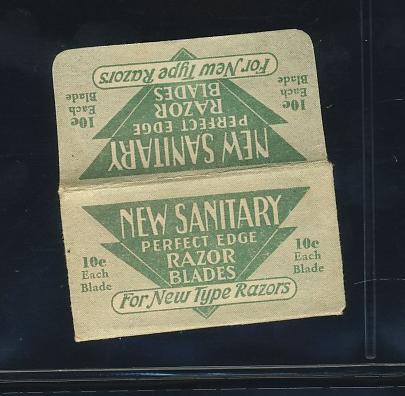 For New Type Razors
10c Each Blade
10c Each Blade
RAZOR BLADES
PERFECT EDGE
NEW SANITARY
NEW SANITARY
PERFECT EDGE
RAZOR
BLADES
10c
Each
Blade
10c
Each
Blade
For New Type Razors